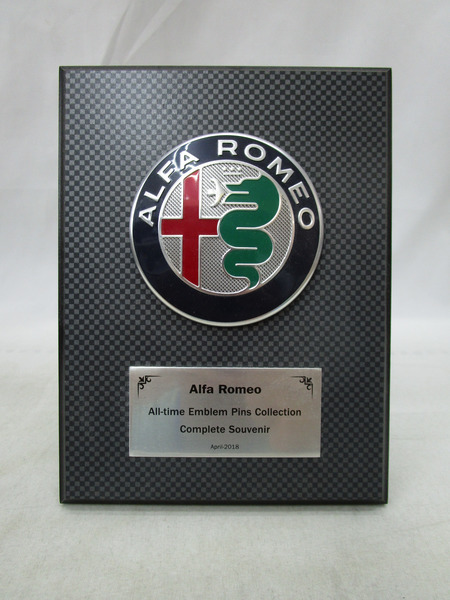 ALFA ROMEO
Alfa Romeo
All-time Emblem Pins Collection
Complete Souvenir
April-2018